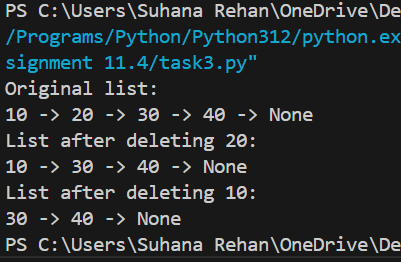 PS C:\Users\Suhana Rehan\OneDrive\De
/Programs/Python/Python312/python.ex
signment 11.4/task3.py"
Original list:
10 -> 20 -> 30 -> 40 -> None
List after deleting 20:
10 -> 30 -> 40 -> None
List after deleting 10:
30 -> 40 -> None
PS C:\Users\Suhana Rehan\OneDrive\De